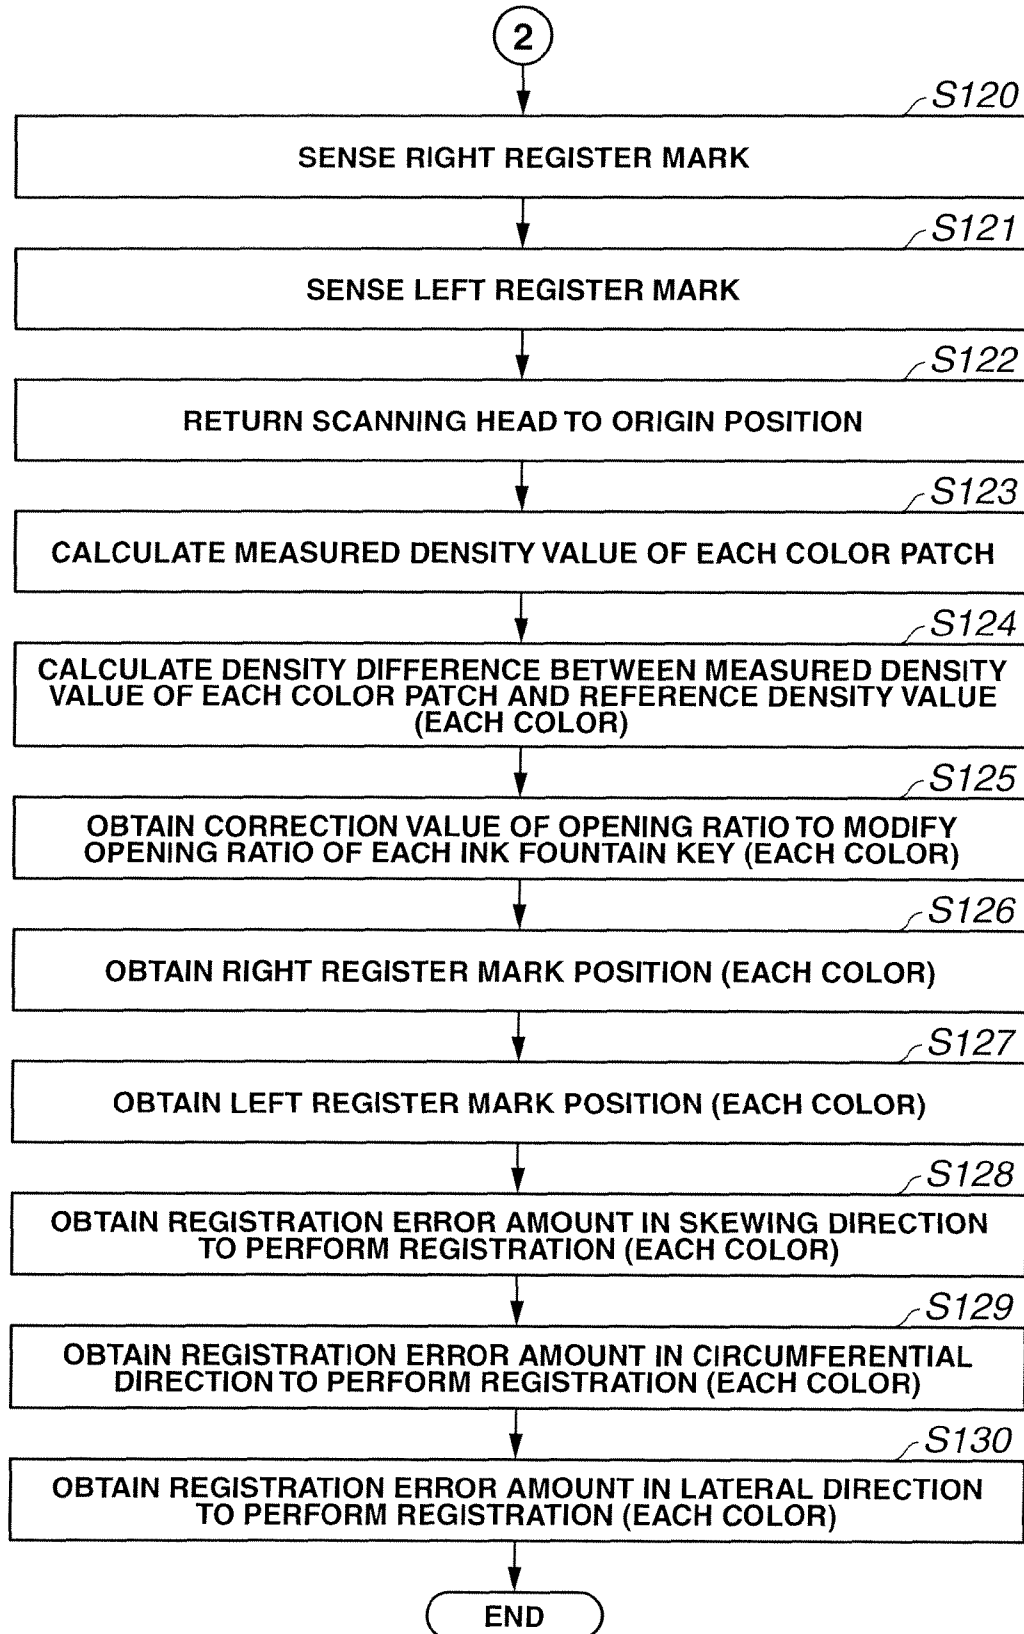 2
S120
SENSE RIGHT REGISTER MARK
S121
SENSE LEFT REGISTER MARK
S122
RETURN SCANNING HEAD TO ORIGIN POSITION
S123
CALCULATE MEASURED DENSITY VALUE OF EACH COLOR PATCH
S124
CALCULATE DENSITY DIFFERENCE BETWEEN MEASURED DENSITY
VALUE OF EACH COLOR PATCH AND REFERENCE DENSITY VALUE
(EACH COLOR)
S125
OBTAIN CORRECTION VALUE OF OPENING RATIO TO MODIFY
OPENING RATIO OF EACH INK FOUNTAIN KEY (EACH COLOR)
S126
OBTAIN RIGHT REGISTER MARK POSITION (EACH COLOR)
S127
OBTAIN LEFT REGISTER MARK POSITION (EACH COLOR)
S128
OBTAIN REGISTRATION ERROR AMOUNT IN SKEWING DIRECTION
TO PERFORM REGISTRATION (EACH COLOR)
S129
OBTAIN REGISTRATION ERROR AMOUNT IN CIRCUMFERENTIAL
DIRECTION TO PERFORM REGISTRATION (EACH COLOR)
S130
OBTAIN REGISTRATION ERROR AMOUNT IN LATERAL DIRECTION
TO PERFORM REGISTRATION (EACH COLOR)
END